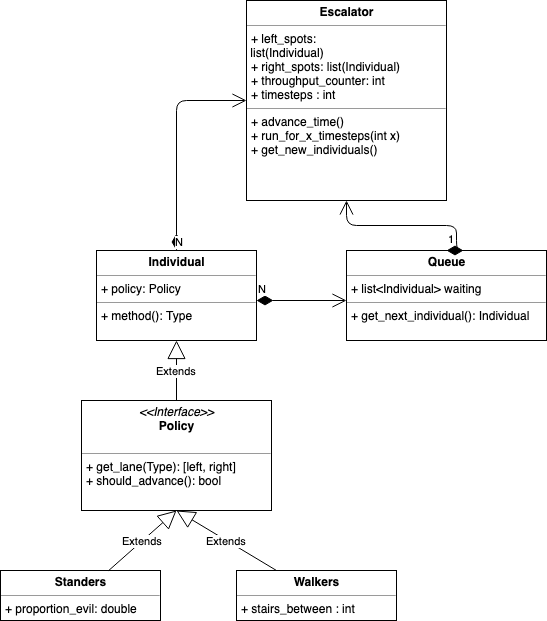 Escalator
+ left_spots:
list(Individual)
+ right_spots: list(Individual)
+ throughput_counter: int
+ timesteps : int
+ advance_time()
+ run_for_x_timesteps(int x)
+ get_new_individuals()
N
1
Individual
+ policy: Policy
+ method(): Type
N
Queue
+ list<Individual> waiting
+ get_next_individual(): Individual
Extends
<<Interface>>
Policy
+ get_lane(Type): [left, right]
+ should_advance(): bool
Extends
Extends
Standers
+ proportion_evil: double
Walkers
+ stairs_between : int